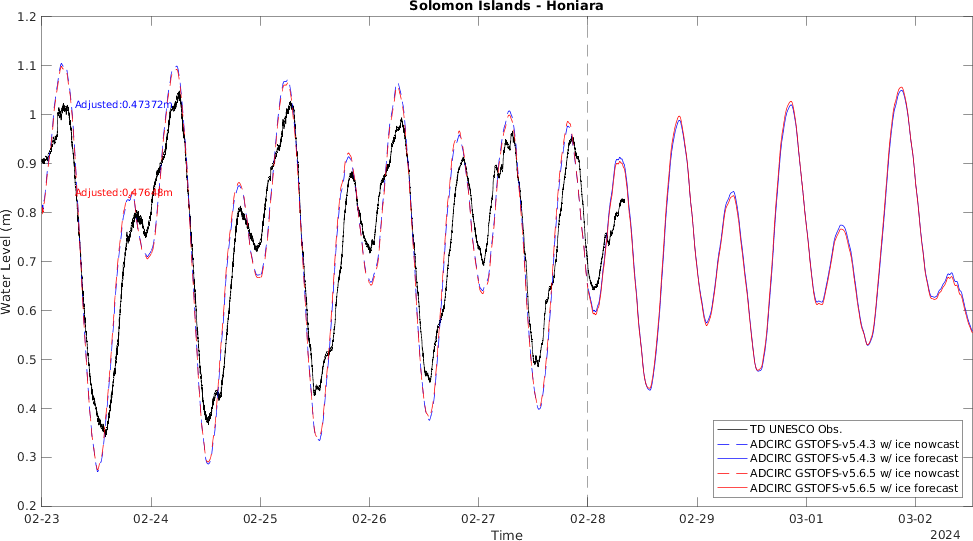 Solomon Islands - Honiara
1.2
1.1
1
0.9
0.8
0.7
0.6
0.5
0.4
0.3
0.2
Water Level (m)
Adjusted:0.47372m
Adjusted:0.47648m
TD UNESCO Obs.
ADCIRC GSTOFS-v5.4.3 w/ ice nowcast
ADCIRC GSTOFS-v5.4.3 w/ ice forecast
ADCIRC GSTOFS-v5.6.5 w/ ice nowcast
ADCIRC GSTOFS-v5.6.5 w/ ice forecast
02-23 02-24 02-25 02-26 02-27 02-28 02-29 03-01 03-02
Time
2024